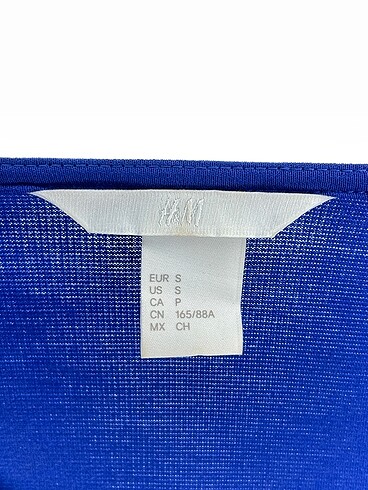 H&M
EUR S
US S
CA P
CN 165/88A
MX CH